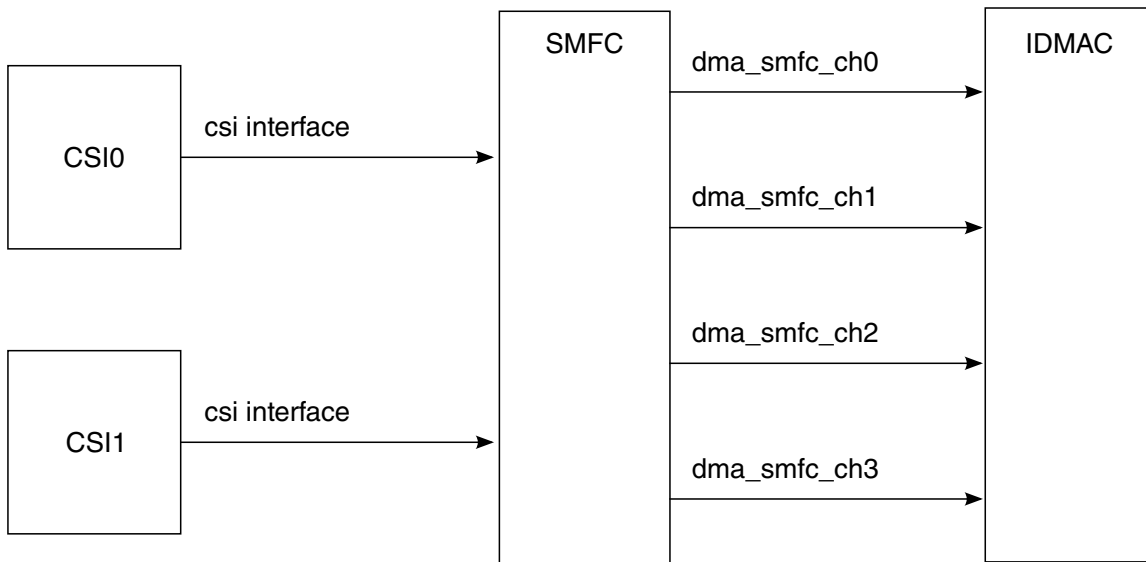 SMFC
IDMAC
dma_smfc_ch0
csi interface
CSI0
dma_smfc_ch1
dma_smfc_ch2
csi interface
CSI1
dma_smfc_ch3